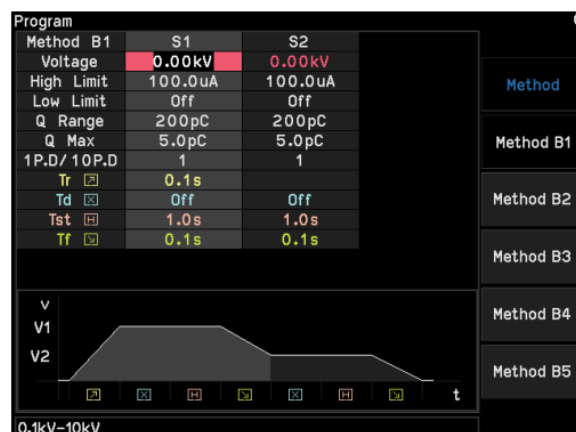 Program
Method B1 S1 S2
Voltage 0.00kV 0.00kV
High Limit 100.0uA 100.0uA
Low Limit Off Off
Q Range 200pC 200pC
Q Max 5.0pC 5.0pC
1P.D/10P.D 1 1
Tr 0.1s
Td Off Off
Tst H 1.0s 1.0s
Tf 0.1s 0.1s
Method
Method B1
Method B2
Method B3
Method B4
Method B5
v
V1
V2
H H t
0.1kV-10kV